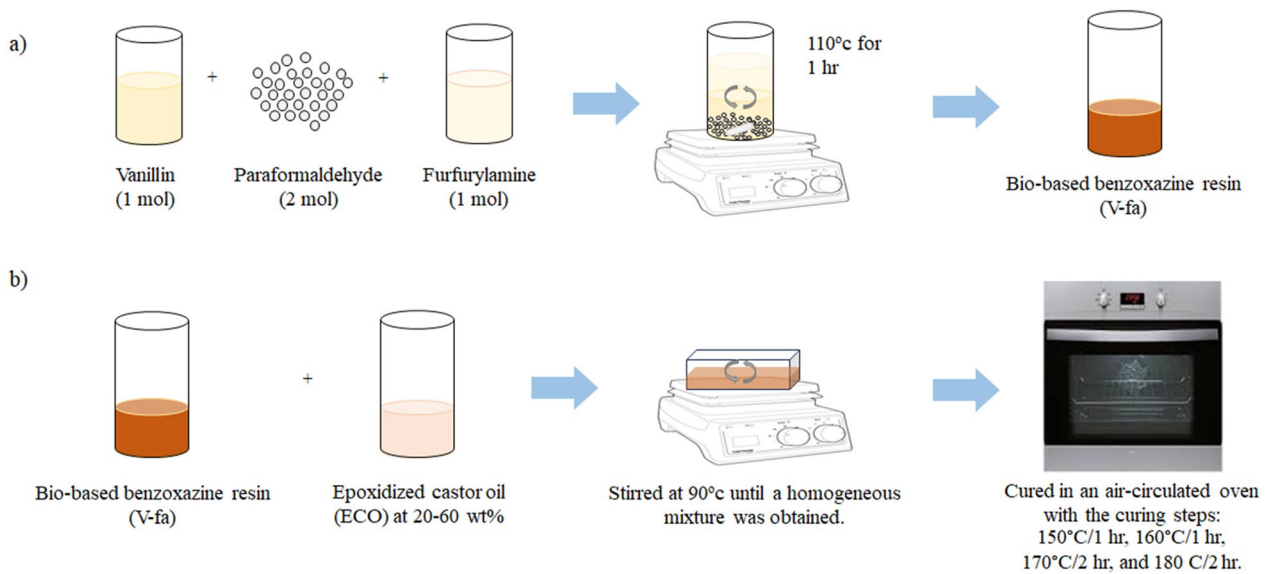 a)
+
+
110°c for
1 hr
Vanillin
(1 mol)
Paraformaldehyde
(2 mol)
Furfurylamine
(1 mol)
Bio-based benzoxazine resin
(V-fa)
b)
+
Bio-based benzoxazine resin
(V-fa)
Epoxidized castor oil
(ECO) at 20-60 wt%
Stirred at 90°c until a homogeneous
mixture was obtained.
Cured in an air-circulated oven
with the curing steps:
150°C/1 hr, 160°C/1 hr,
170°C/2 hr, and 180 C/2 hr.